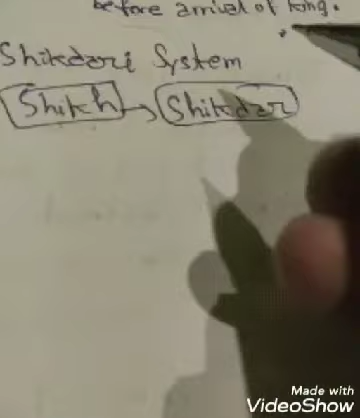 before arrival of king.
Shikdari System
Shikh → Shikdar
Made with
VideoShow